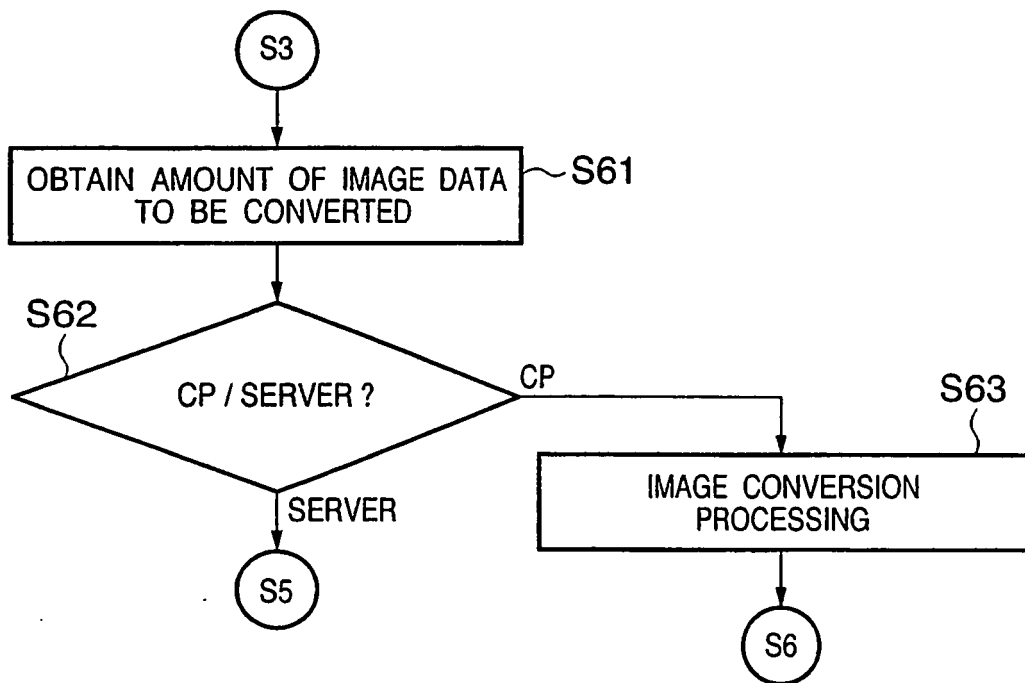 S3
OBTAIN AMOUNT OF IMAGE DATA
TO BE CONVERTED
S61
S62
CP / SERVER ?
CP
SERVER
S63
IMAGE CONVERSION
PROCESSING
S5
S6